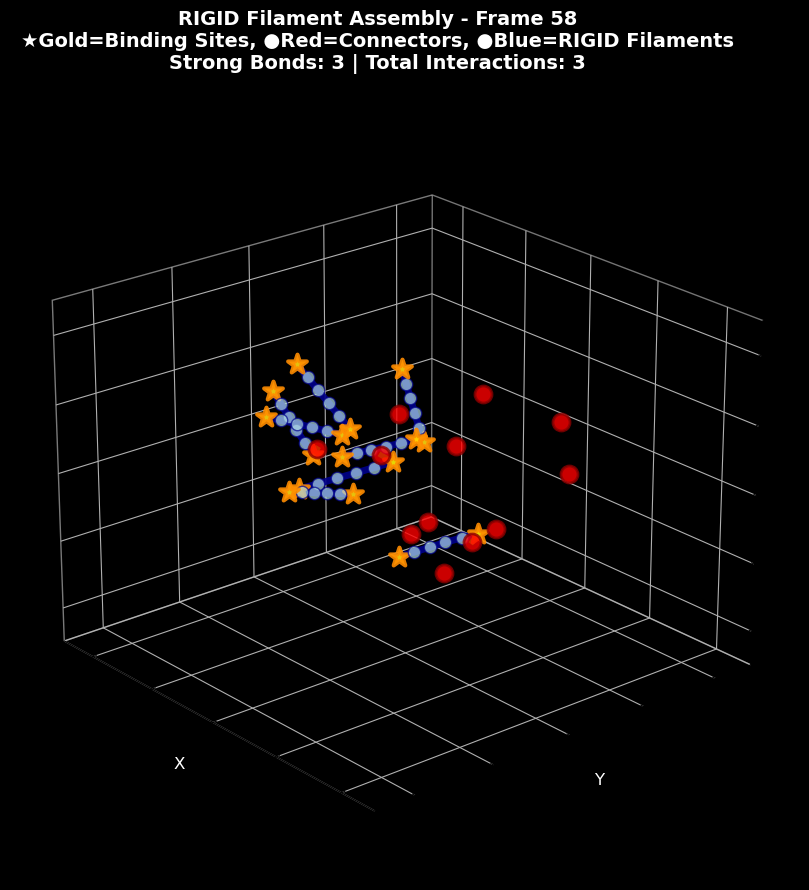 RIGID Filament Assembly - Frame 58
★Gold=Binding Sites, ●Red=Connectors, ●Blue=RIGID Filaments
Strong Bonds: 3 | Total Interactions: 3
X
Y